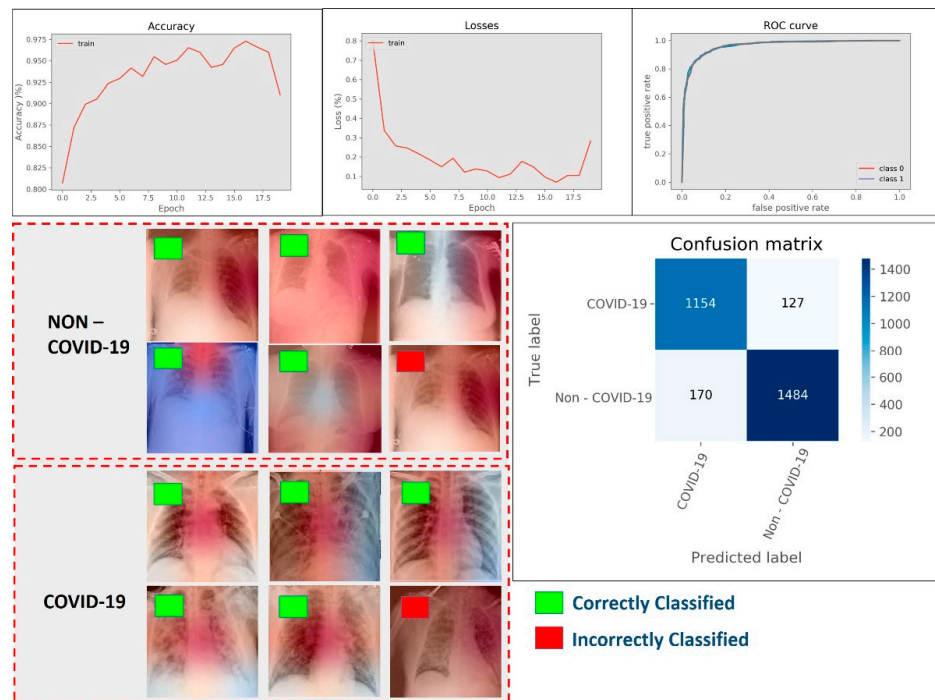 Accuracy
train
Accuracy )%)
0.975
0.950
0.925
0.900
0.875
0.850
0.825
0.800
0.0 2.5 5.0 7.5 10.0 12.5 15.0 17.5
Epoch
Losses
train
Loss (%)
0.8
0.7
0.6
0.5
0.4
0.3
0.2
0.1
0.0 2.5 5.0 7.5 10.0 12.5 15.0 17.5
Epoch
ROC curve
true positive rate
1.0
0.8
0.6
0.4
0.2
0.0
class 0
class 1
0.0 0.2 0.4 0.6 0.8 1.0
false positive rate
NON –
COVID-19
COVID-19
Confusion matrix
True label
COVID-19
1154 127
Non - COVID-19
170 1484
COVID-19
Non - COVID-19
Predicted label
1400
1200
1000
800
600
400
200
Correctly Classified
Incorrectly Classified